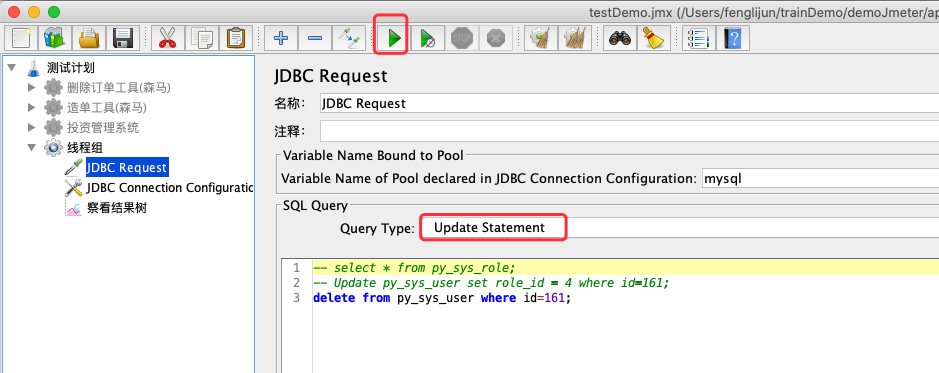 testDemo.jmx (/Users/fenglijun/trainDemo/demoJmeter/ap
测试计划
删除订单工具(森马)
造单工具(森马)
投资管理系统
线程组
JDBC Request
JDBC Connection Configuratic
察看结果树
JDBC Request
名称: JDBC Request
注释:
Variable Name Bound to Pool
Variable Name of Pool declared in JDBC Connection Configuration: mysql
SQL Query
Query Type: Update Statement
1 -- select * from py_sys_role;
2 -- Update py_sys_user set role_id = 4 where id=161;
3 delete from py_sys_user where id=161;